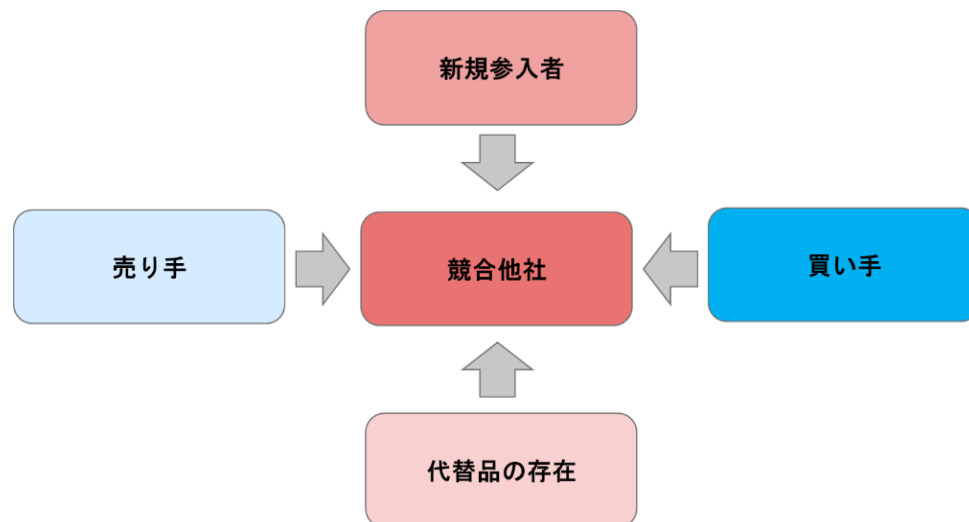 新規参入者
売り手
競合他社
買い手
代替品の存在